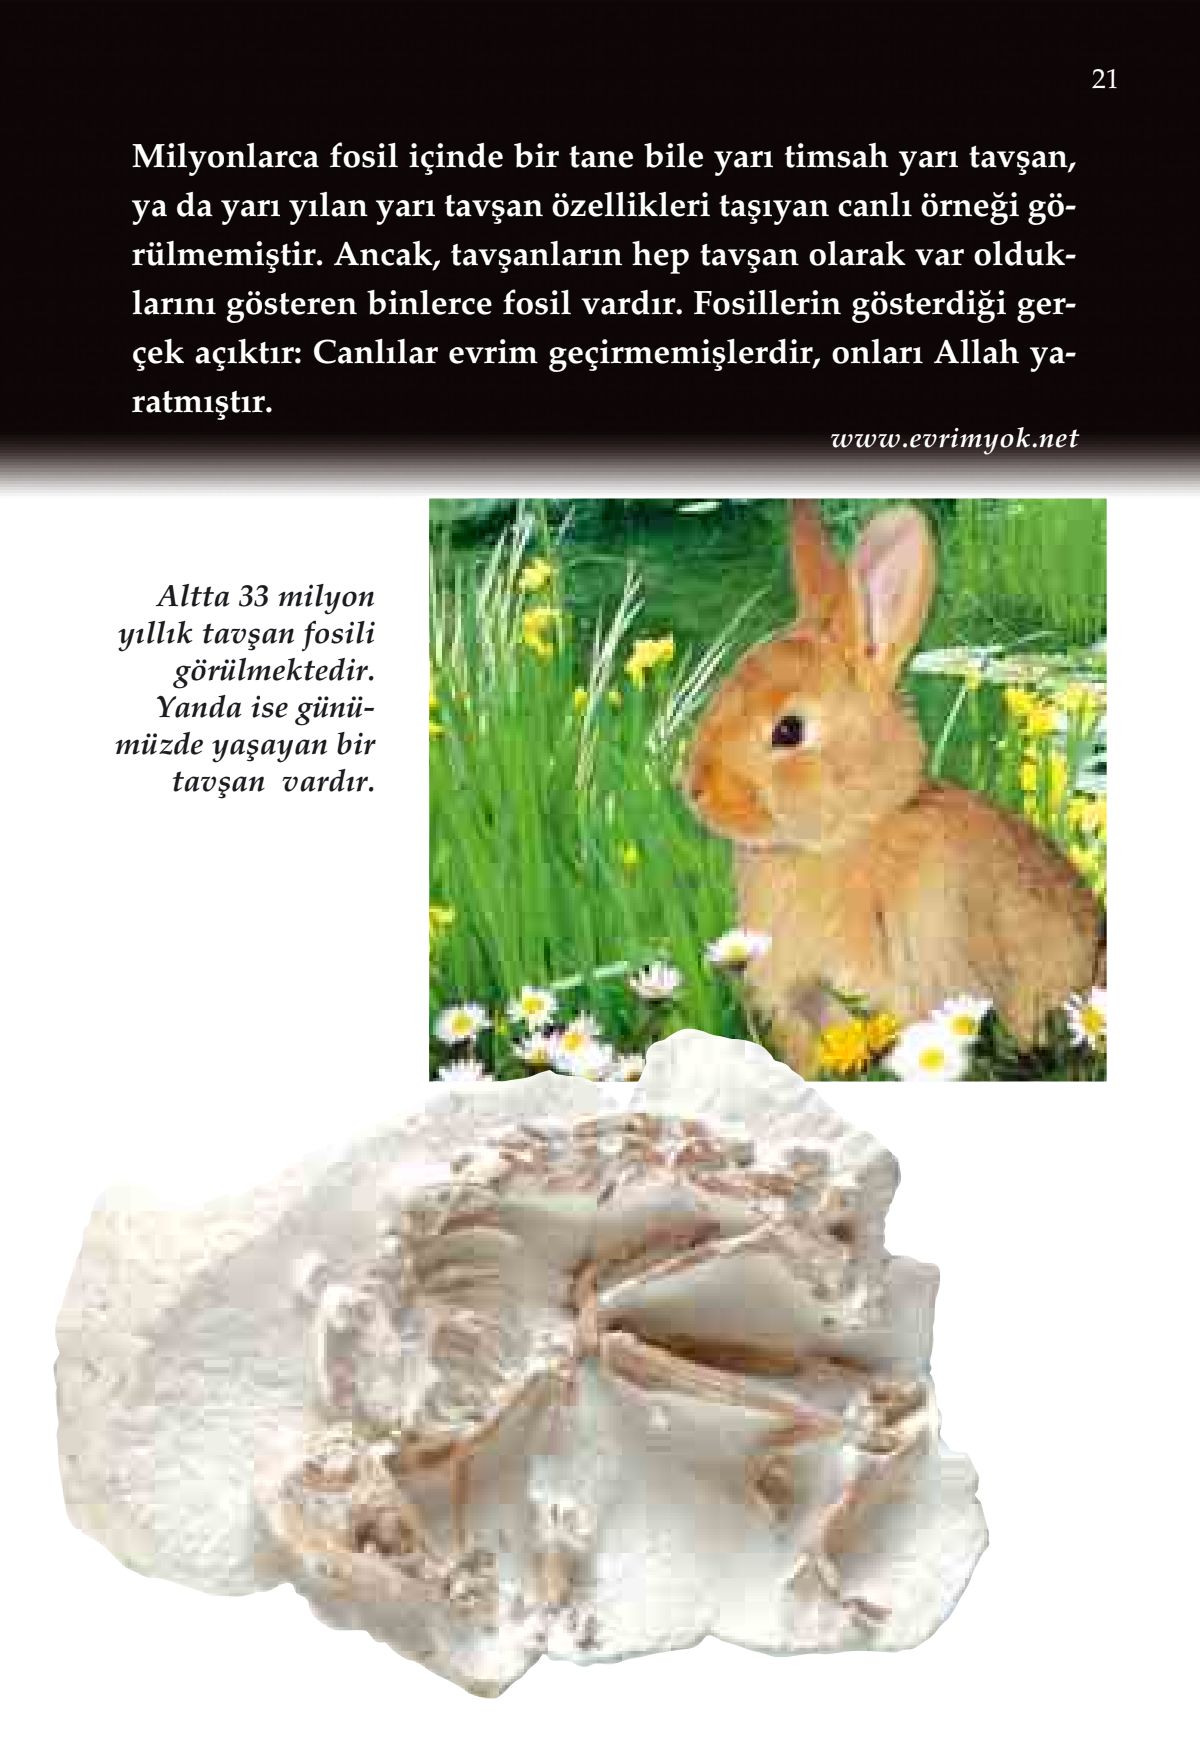 21
Milyonlarca fosil içinde bir tane bile yarı timsah yarı tavşan,
ya da yarı yılan yarı tavşan özellikleri taşıyan canlı örneği gö-
rülmemiştir. Ancak, tavşanların hep tavşan olarak var olduk-
larını gösteren binlerce fosil vardır. Fosillerin gösterdiği ger-
çek açıktır: Canlılar evrim geçirmemişlerdir, onları Allah ya-
ratmıştır.
www.evrimyok.net
Altta 33 milyon
yıllık tavşan fosili
görülmektedir.
Yanda ise günü-
müzde yaşayan bir
tavşan vardır.